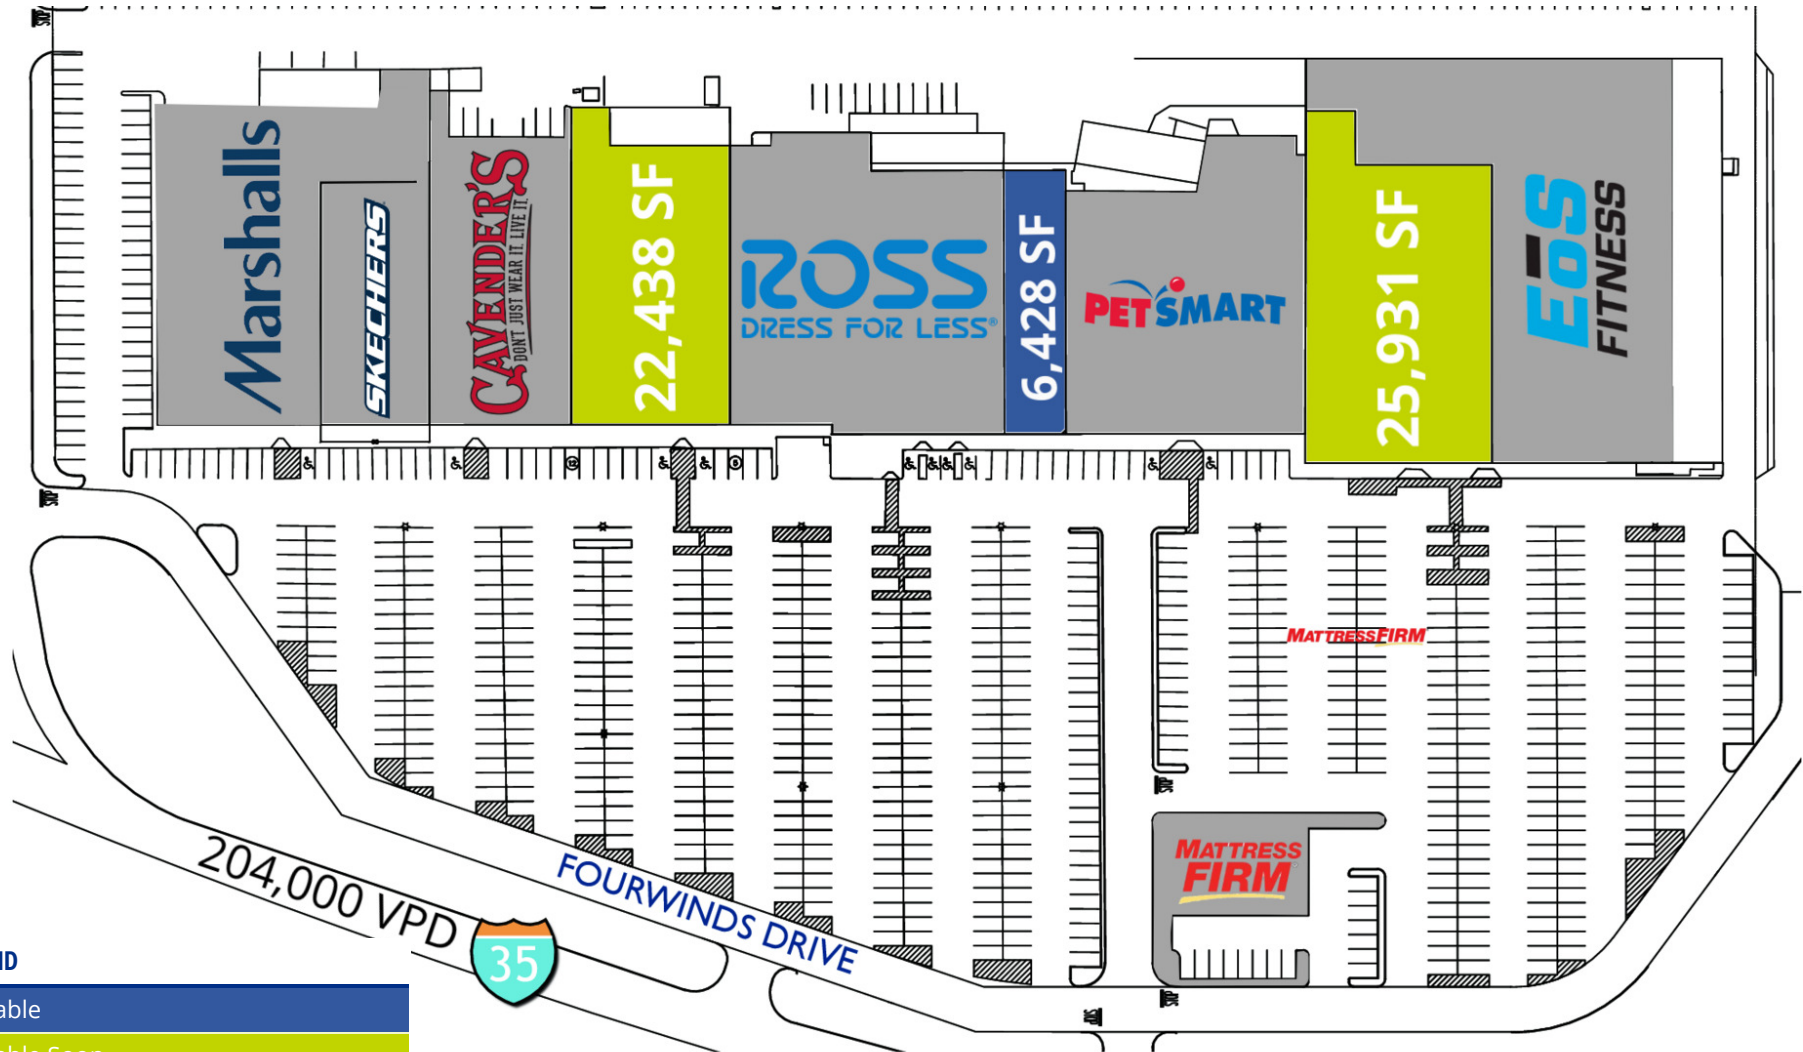 Marshalls
SKECHERS
CAVENDER'S
DON'T JUST WEAR IT. LIVE IT.
22,438 SF
ROSS
DRESS FOR LESS®
6,428 SF
PETSMART
25,931 SF
EoS
FITNESS
MATTRESSFIRM
MATTRESS
FIRM
204,000 VPD
35
FOURWINDS DRIVE
ND
able